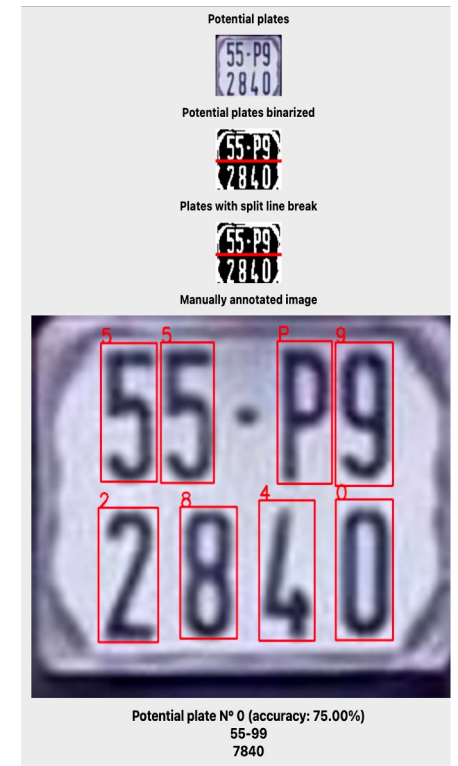 Potential plates
55-P9
2840
Potential plates binarized
55-P9
2840
Plates with split line break
55-P9
2840
Manually annotated image
5 5 P 9
55-P9
2 8 4 0
2840
Potential plate Nº 0 (accuracy: 75.00%)
55-99
7840